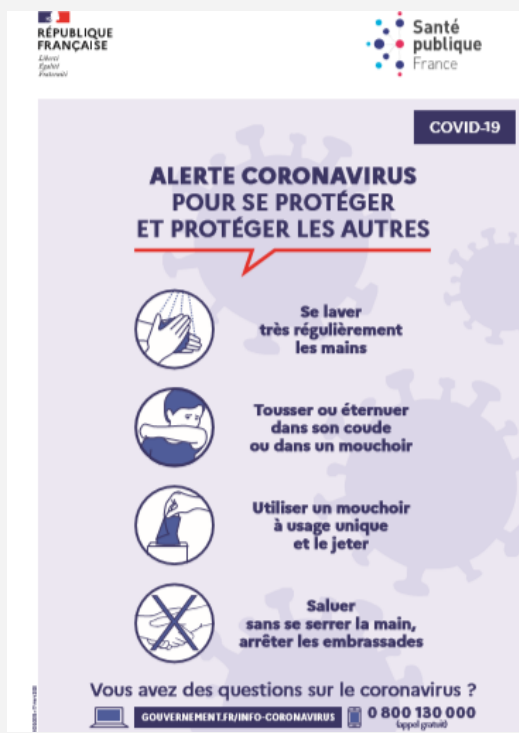 RÉPUBLIQUE
FRANÇAISE
Liberté
Égalité
Fraternité
Santé
publique
France
COVID-19
ALERTE CORONAVIRUS
POUR SE PROTÉGER
ET PROTÉGER LES AUTRES
Se laver
très régulièrement
les mains
Tousser ou éternuer
dans son coude
ou dans un mouchoir
Utiliser un mouchoir
à usage unique
et le jeter
Saluer
sans se serrer la main,
arrêter les embrassades
Vous avez des questions sur le coronavirus ?
GOUVERNEMENT.FR/INFO-CORONAVIRUS
0 800 130 000
(appel gratuit)